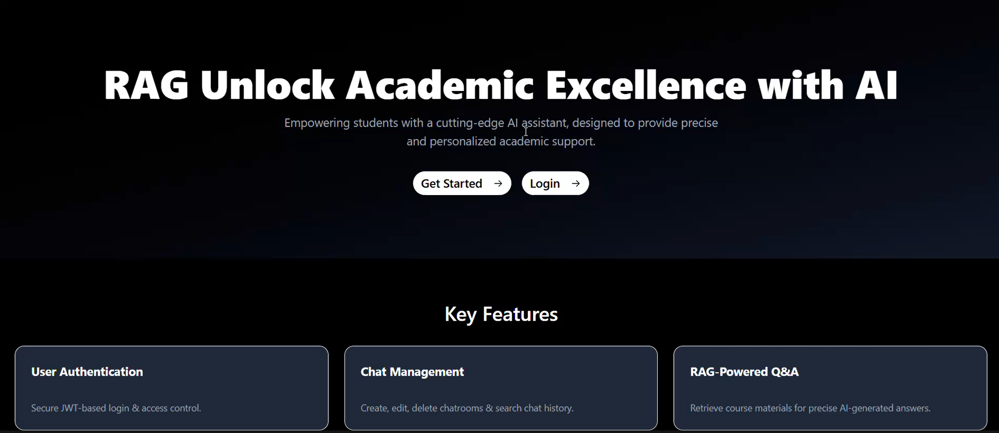 RAG Unlock Academic Excellence with AI
Empowering students with a cutting-edge AI assistant, designed to provide precise
and personalized academic support.
Get Started →
Login →
Key Features
User Authentication
Secure JWT-based login & access control.
Chat Management
Create, edit, delete chatrooms & search chat history.
RAG-Powered Q&A
Retrieve course materials for precise AI-generated answers.